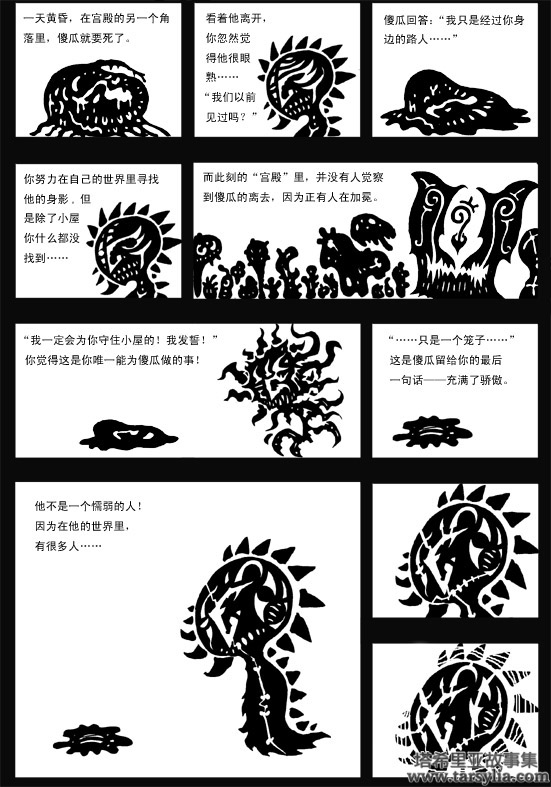 一天黄昏，在宫殿的另一个角
落里，傻瓜就要死了。
看着他离开，
你忽然觉
得他很眼
熟……
“我们以前
见过吗？”
傻瓜回答：“我只是经过你身
边的路人……”
你努力在自己的世界里寻找
他的身影，但
是除了小屋
你什么都没
找到……
而此刻的“宫殿”里，并没有人觉察
到傻瓜的离去，因为正有人在加冕。
“我一定会为你守住小屋的！我发誓！”
你觉得这是你唯一能为傻瓜做的事！
“……只是一个笼子……”
这是傻瓜留给你的最后
一句话——充满了骄傲。
他不是一个懦弱的人！
因为在他的世界里，
有很多人……
塔希里亚故事集
www.tarsylia.com